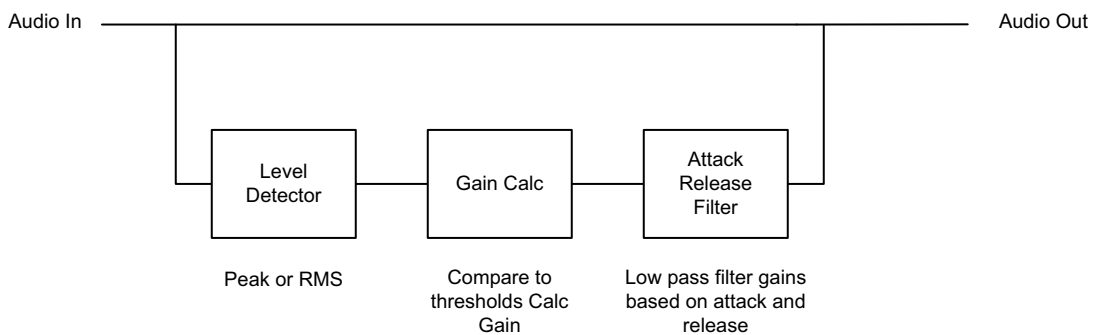 Audio In
Audio Out
Level
Detector
Gain Calc
Attack
Release
Filter
Peak or RMS
Compare to
thresholds Calc
Gain
Low pass filter gains
based on attack and
release